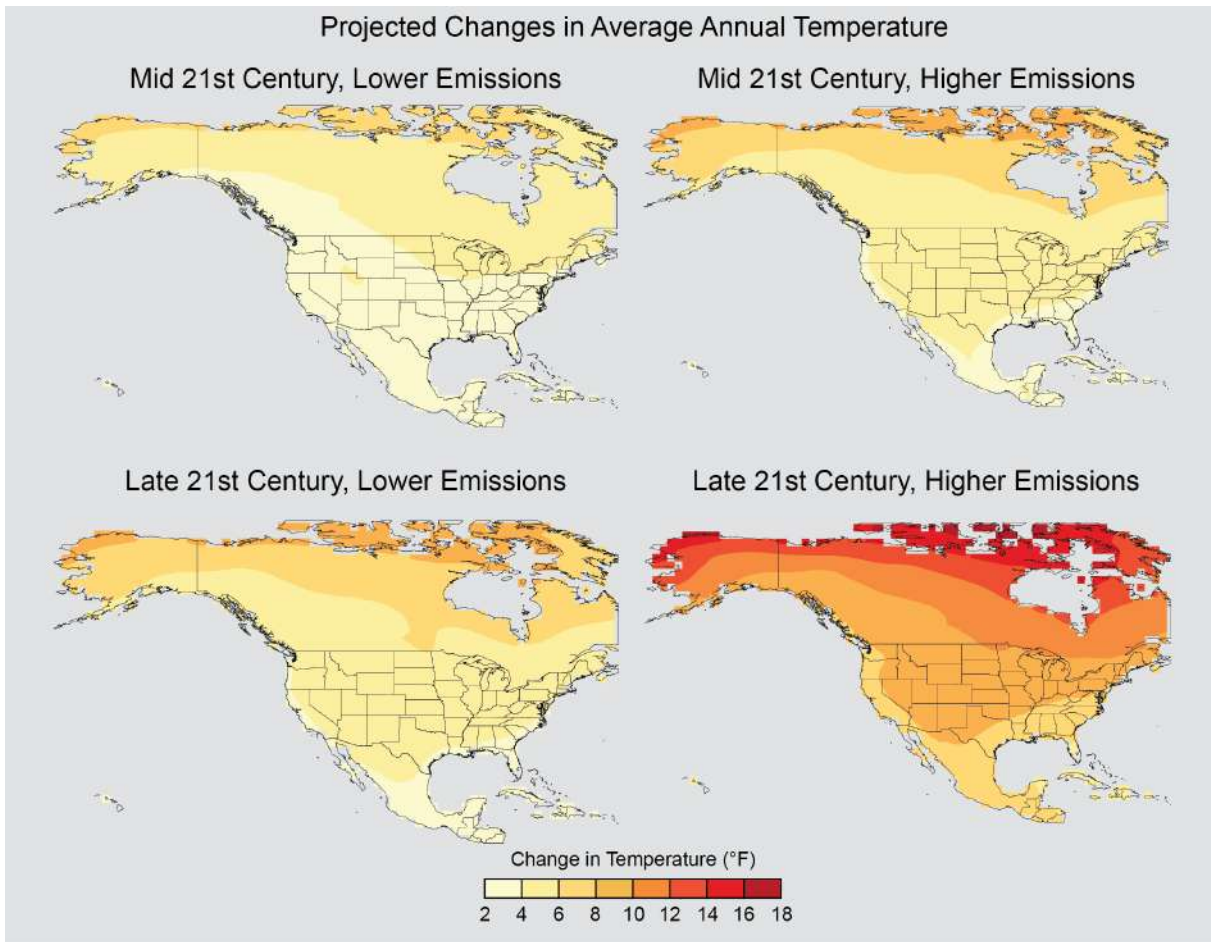 Projected Changes in Average Annual Temperature
Mid 21st Century, Lower Emissions
Mid 21st Century, Higher Emissions
Late 21st Century, Lower Emissions
Late 21st Century, Higher Emissions
Change in Temperature (°F)
2 4 6 8 10 12 14 16 18